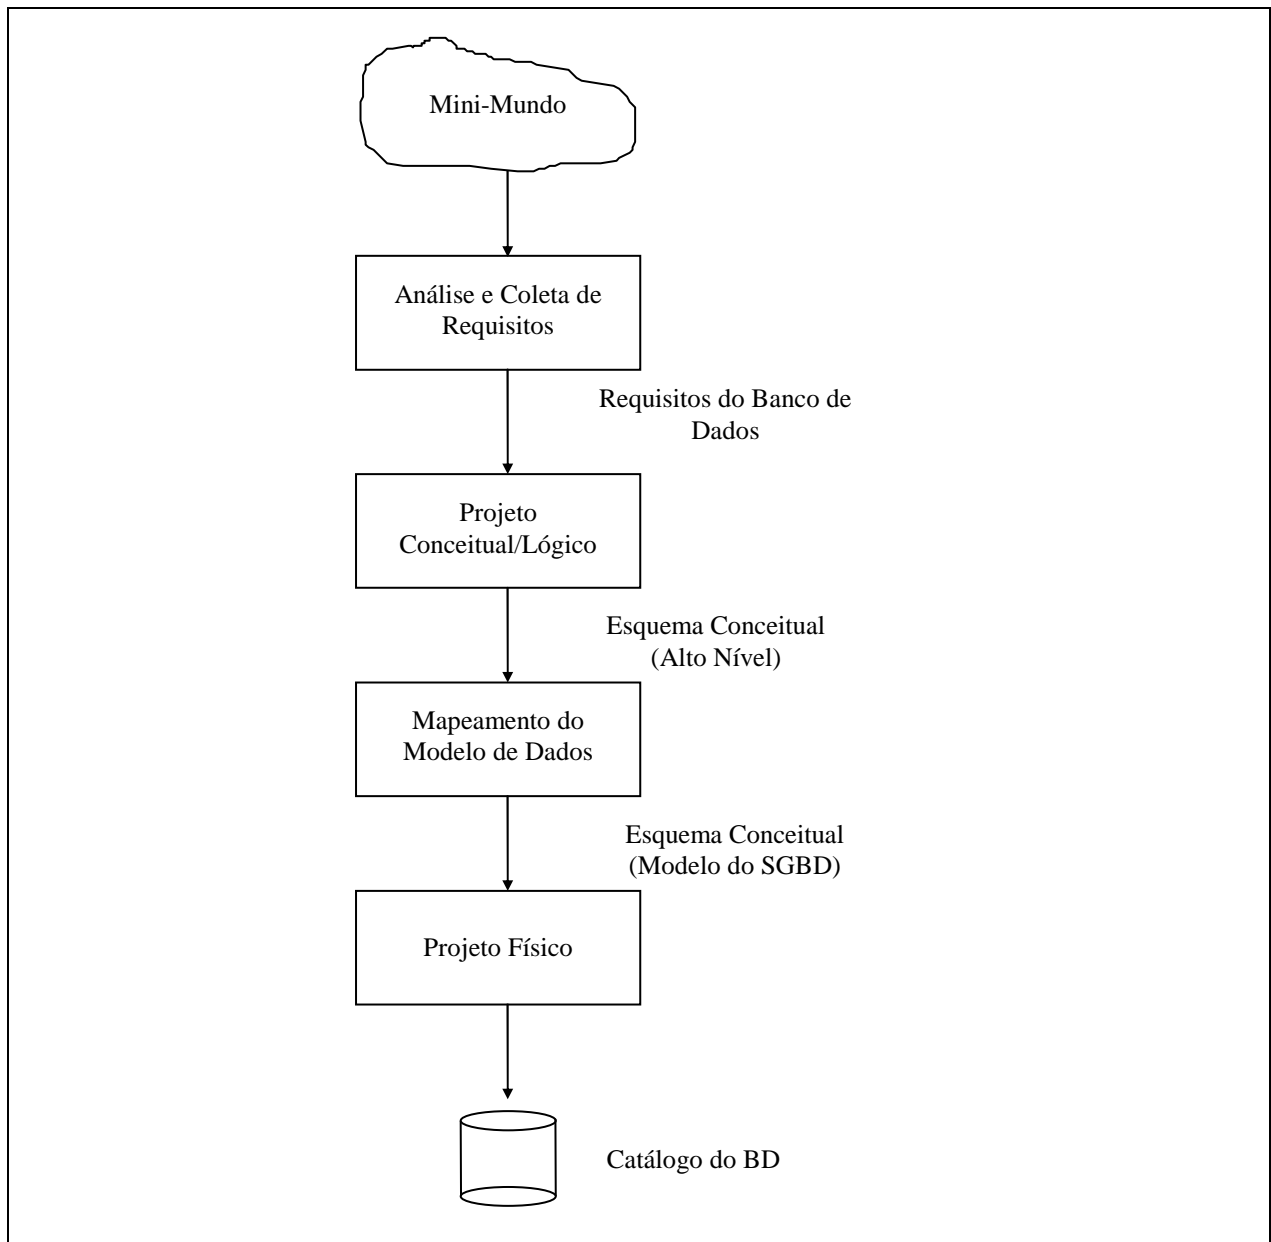 Mini-Mundo
Análise e Coleta de
Requisitos
Requisitos do Banco de
Dados
Projeto
Conceitual/Lógico
Esquema Conceitual
(Alto Nível)
Mapeamento do
Modelo de Dados
Esquema Conceitual
(Modelo do SGBD)
Projeto Físico
Catálogo do BD